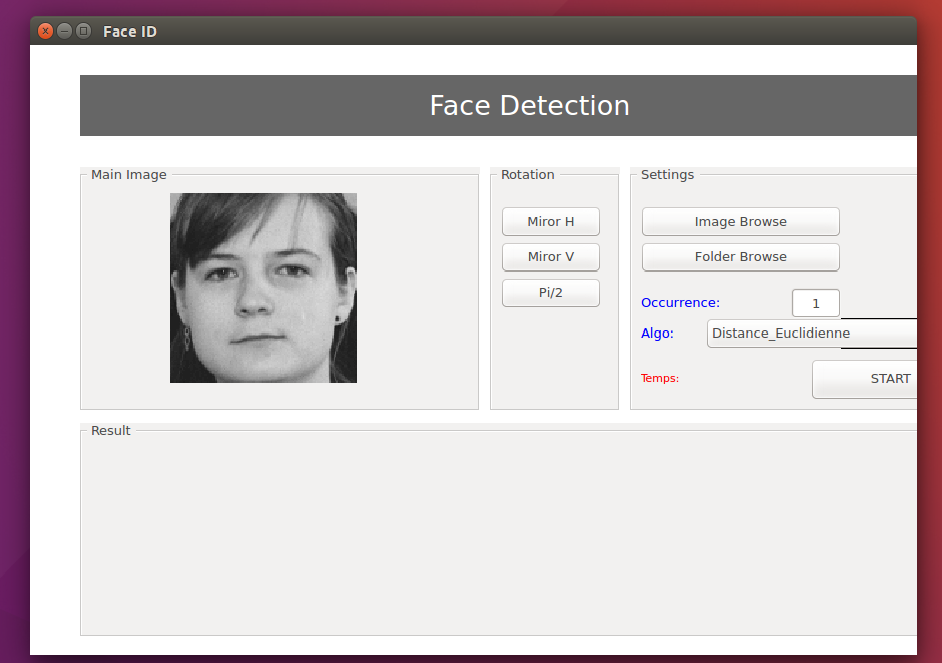 Face ID
Face Detection
Main Image
Rotation
Settings
Miror H
Image Browse
Miror V
Folder Browse
Pi/2
Occurrence: 1
Algo: Distance_Euclidienne
Temps: START
Result